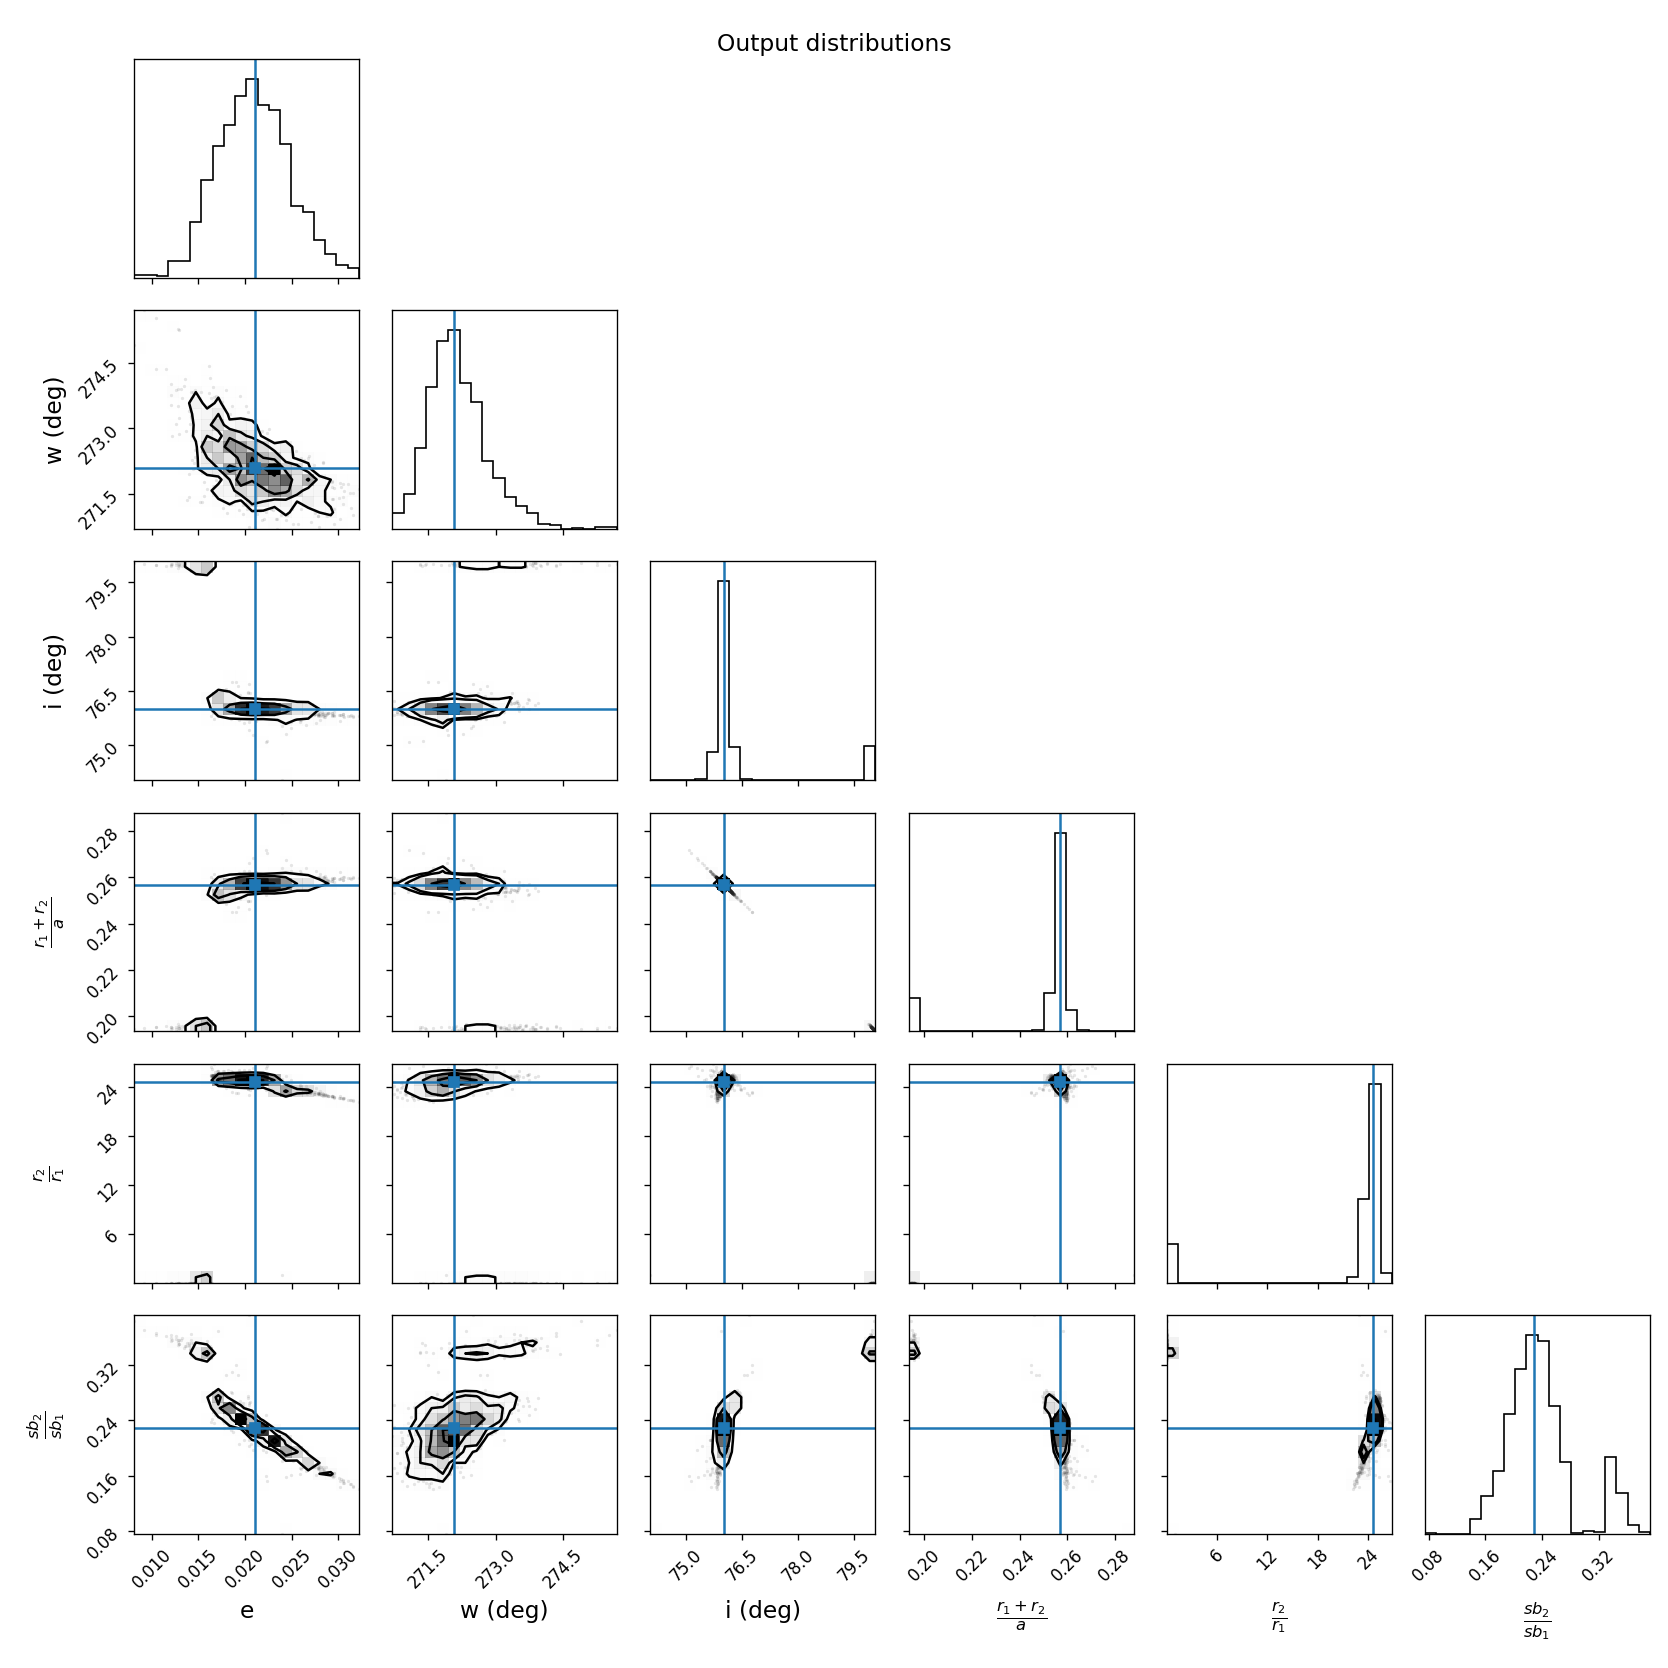 Output distributions
w (deg)
274.5
273.0
271.5
i (deg)
79.5
78.0
76.5
75.0
r₁ + r₂
a
0.28
0.26
0.24
0.22
0.20
r₂
r₁
24
18
12
6
sb₂
sb₁
0.32
0.24
0.16
0.08
0.010 0.015 0.020 0.025 0.030 271.5 273.0 274.5 75.0 76.5 78.0 79.5 0.20 0.22 0.24 0.26 0.28 6 12 18 24 0.08 0.16 0.24 0.32
e w (deg) i (deg)
r₁ + r₂ r₂ sb₂
a r₁ sb₁